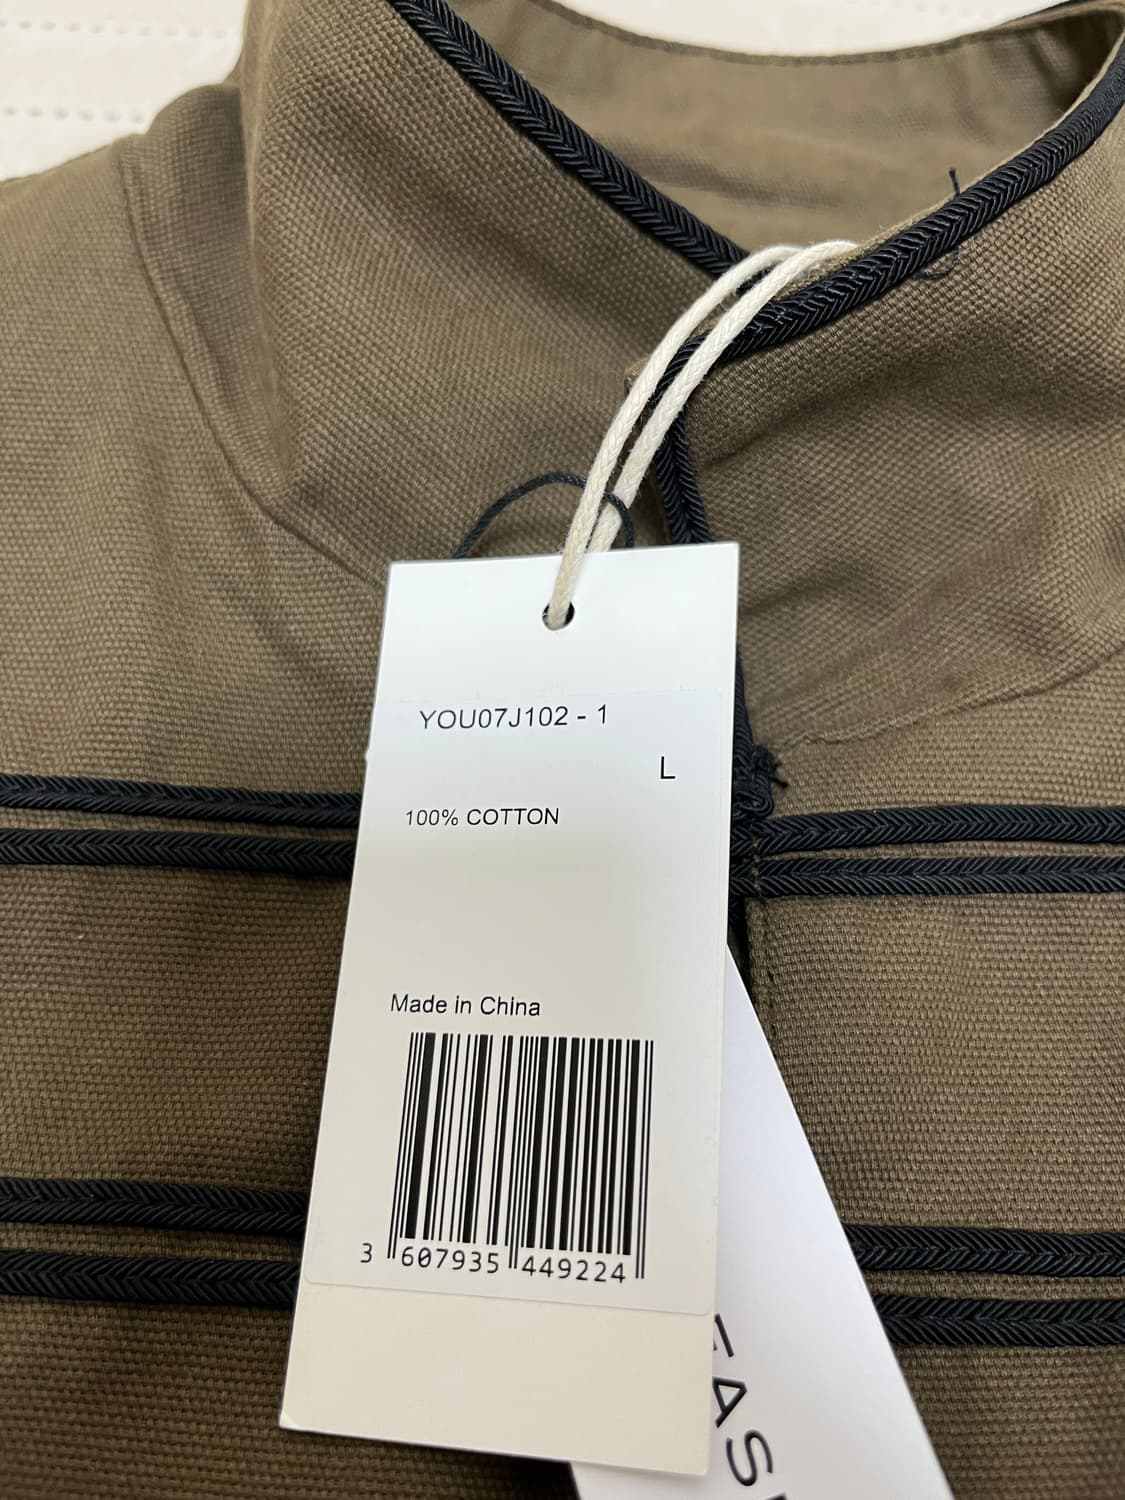 YOU07J102 - 1
L
100% COTTON
Made in China
3 607935 449224